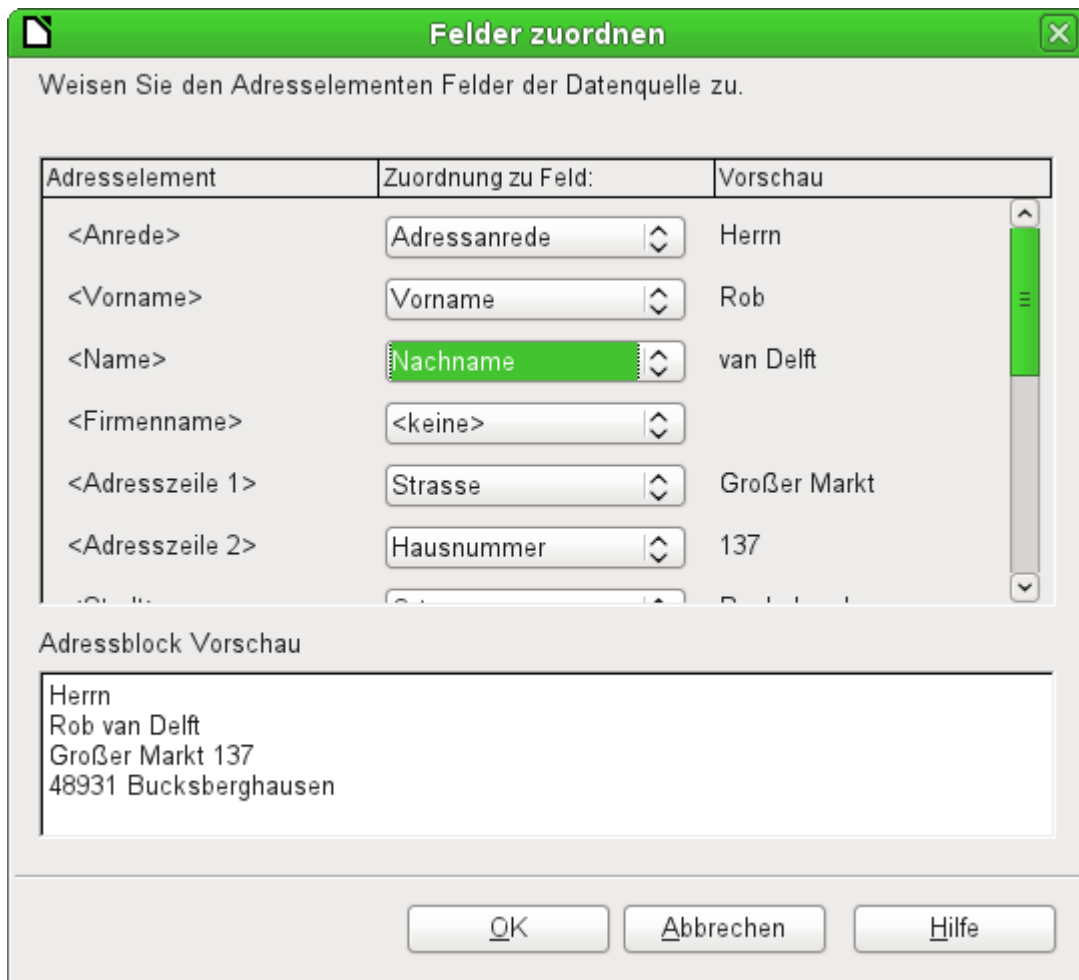 Felder zuordnen
Weisen Sie den Adresselementen Felder der Datenquelle zu.
Adresselement Zuordnung zu Feld: Vorschau
<Anrede> Adressanrede Herrn
<Vorname> Vorname Rob
<Name> Nachname van Delft
<Firmenname> <keine>
<Adresszeile 1> Strasse Großer Markt
<Adresszeile 2> Hausnummer 137
Adressblock Vorschau
Herrn
Rob van Delft
Großer Markt 137
48931 Bucksberghausen
OK Abbrechen Hilfe